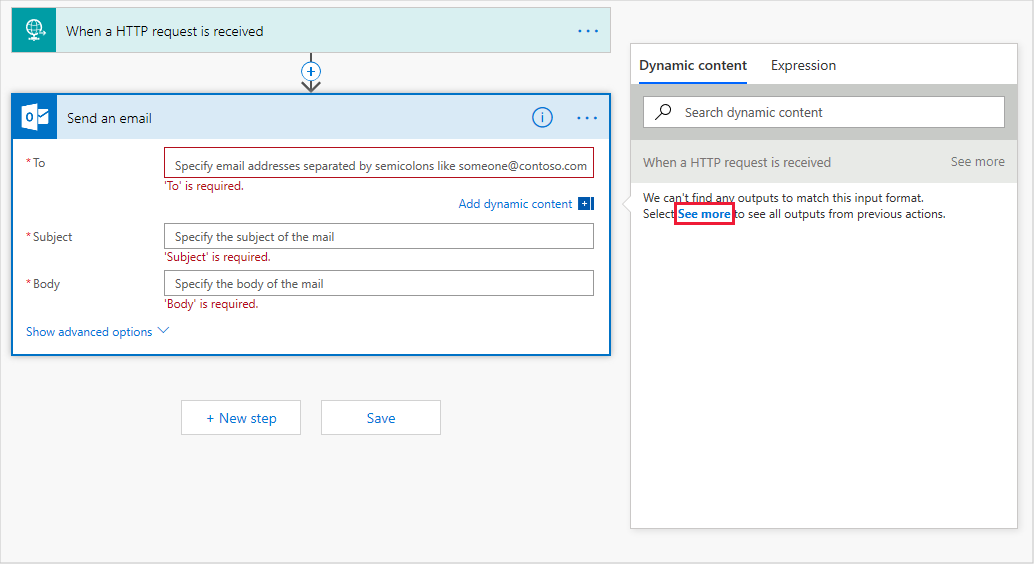 When a HTTP request is received
Send an email
* To
Specify email addresses separated by semicolons like someone@contoso.com
'To' is required.
Add dynamic content
* Subject
Specify the subject of the mail
'Subject' is required.
* Body
Specify the body of the mail
'Body' is required.
Show advanced options
+ New step
Save
Dynamic content Expression
Search dynamic content
When a HTTP request is received See more
We can't find any outputs to match this input format.
Select See more to see all outputs from previous actions.